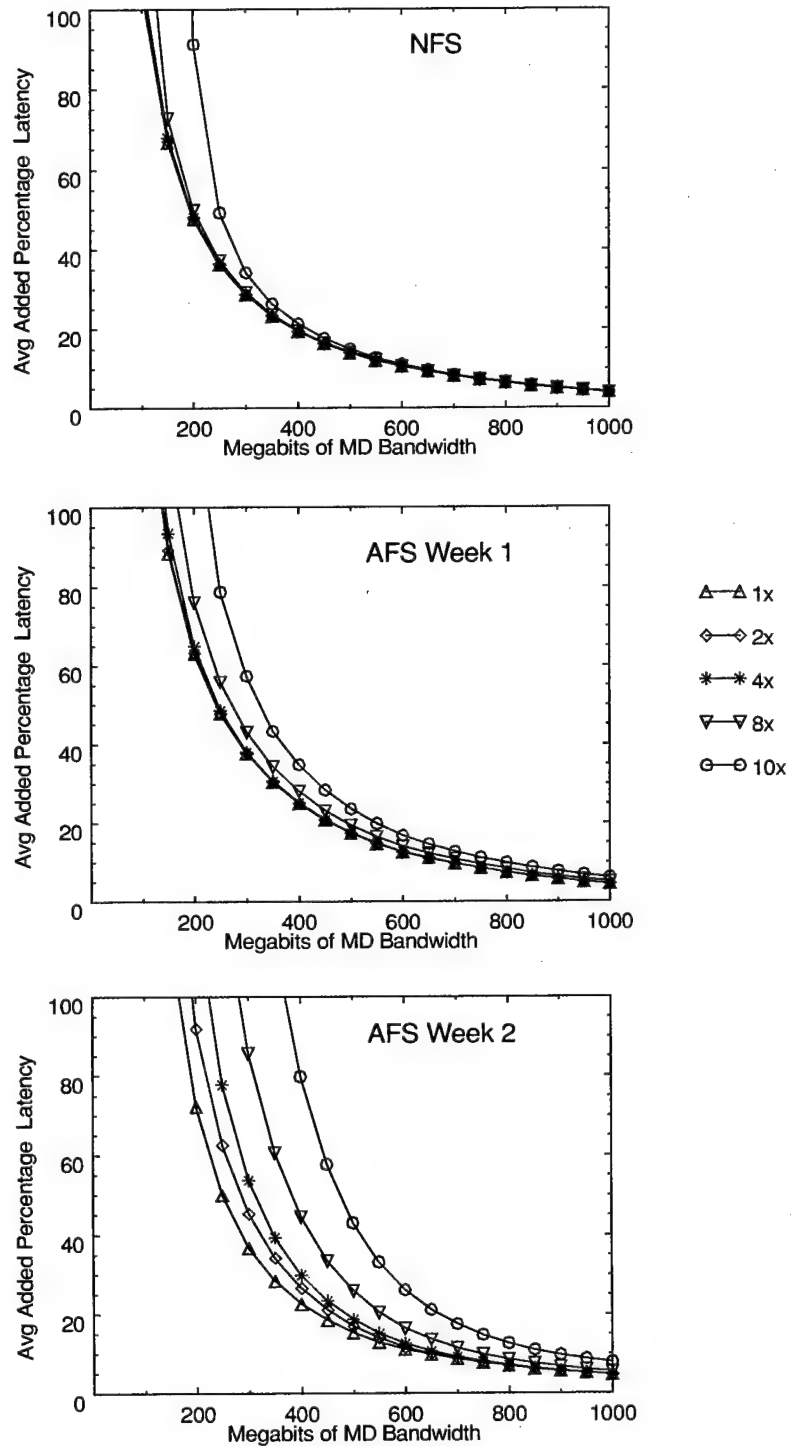 NFS
Avg Added Percentage Latency
100
80
60
40
20
0
200 400 600 800 1000
Megabits of MD Bandwidth
AFS Week 1
Avg Added Percentage Latency
100
80
60
40
20
0
200 400 600 800 1000
Megabits of MD Bandwidth
1x
2x
4x
8x
10x
AFS Week 2
Avg Added Percentage Latency
100
80
60
40
20
0
200 400 600 800 1000
Megabits of MD Bandwidth